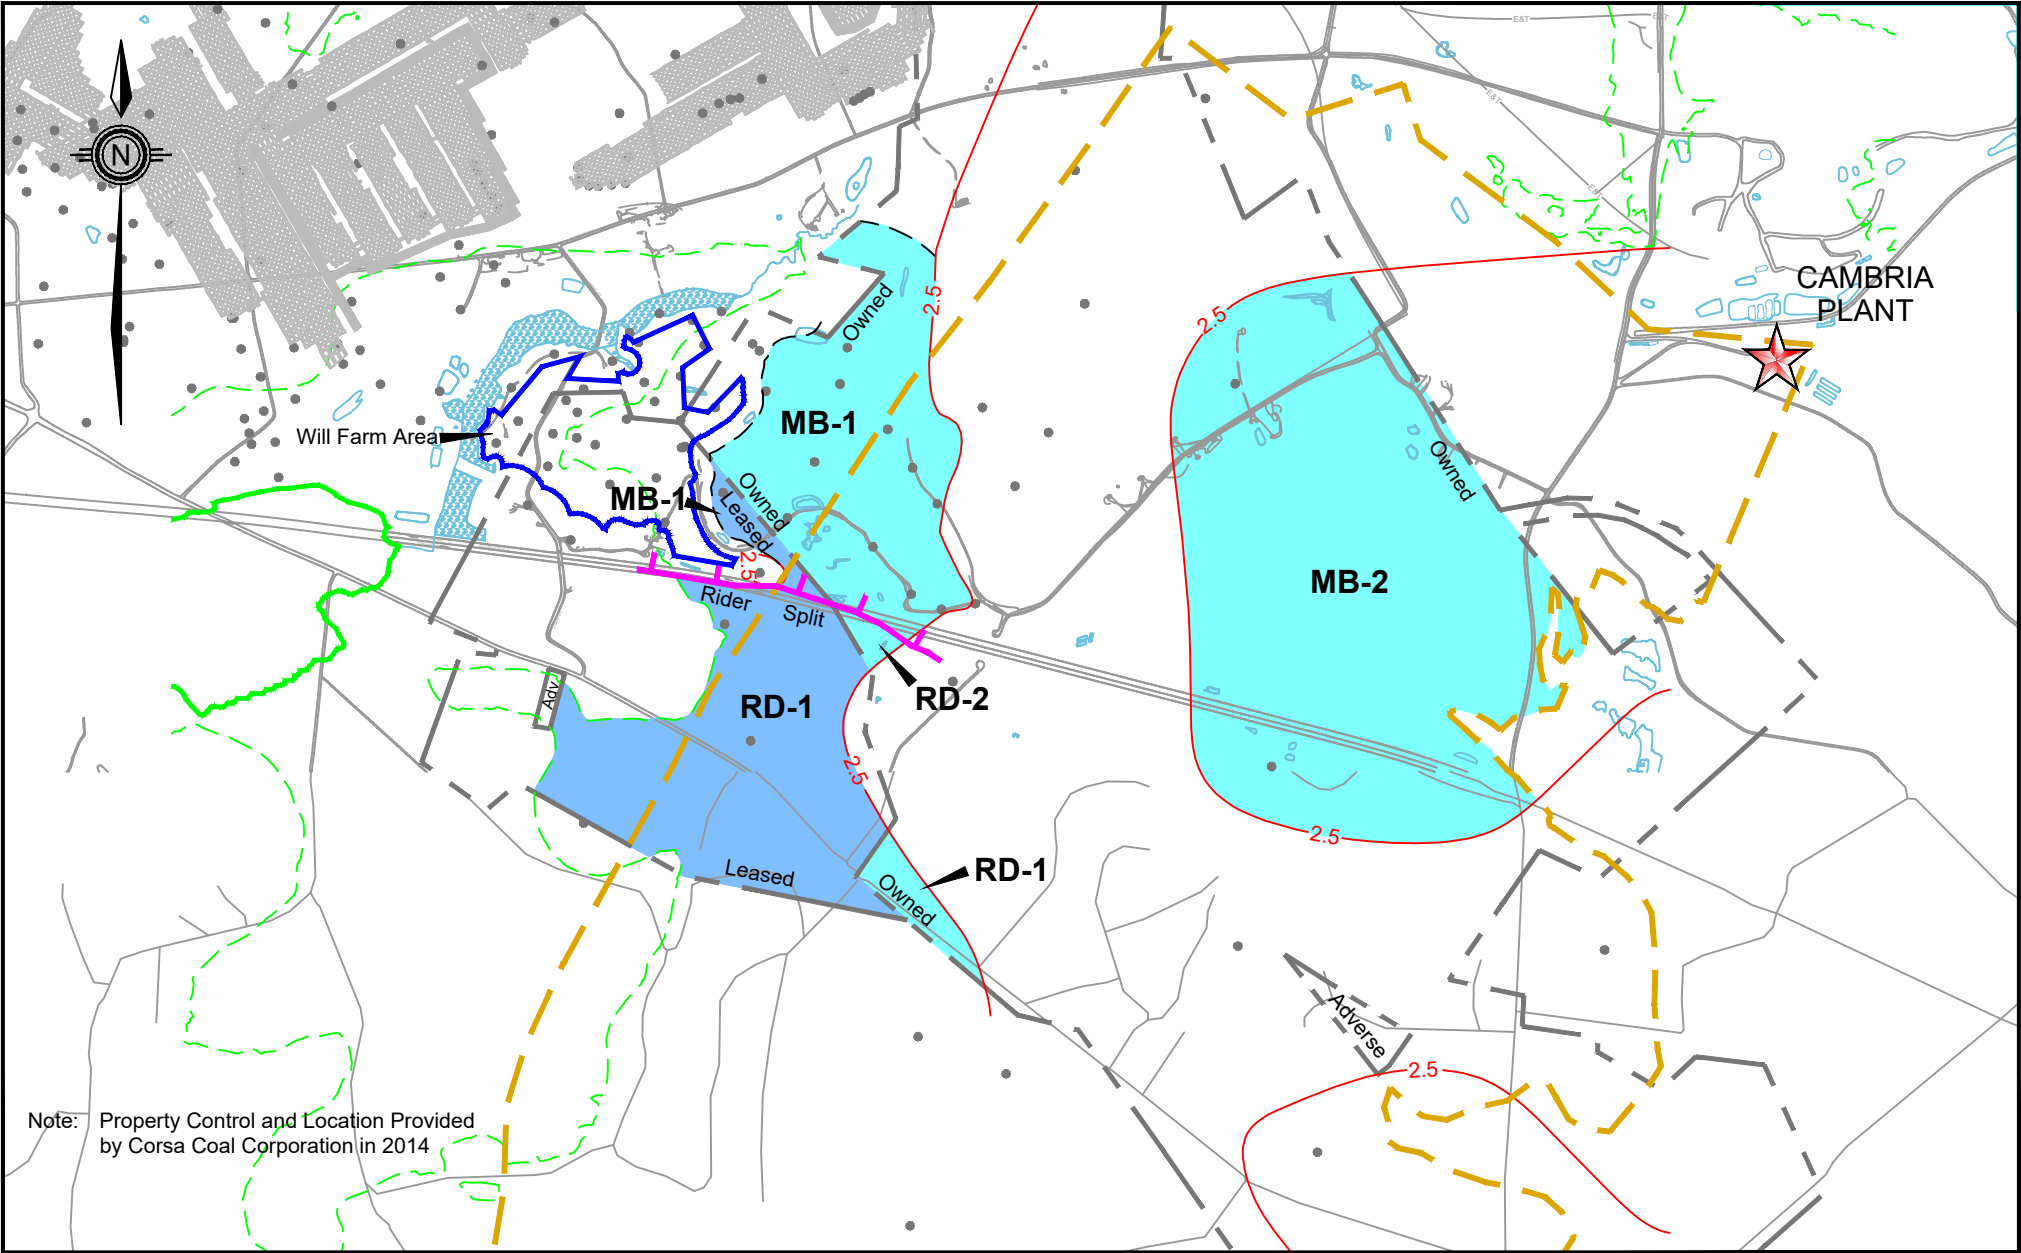 E&T
E&T
E&T
E&T
N
CAMBRIA
PLANT
Owned
2.5
2.5
MB-1
Will Farm Area
Owned
Owned
MB-1
Leased
2.5
MB-2
Rider
Split
Adv
RD-1
RD-2
2.5
2.5
Leased
RD-1
Owned
Adverse
2.5
Note: Property Control and Location Provided
by Corsa Coal Corporation in 2014